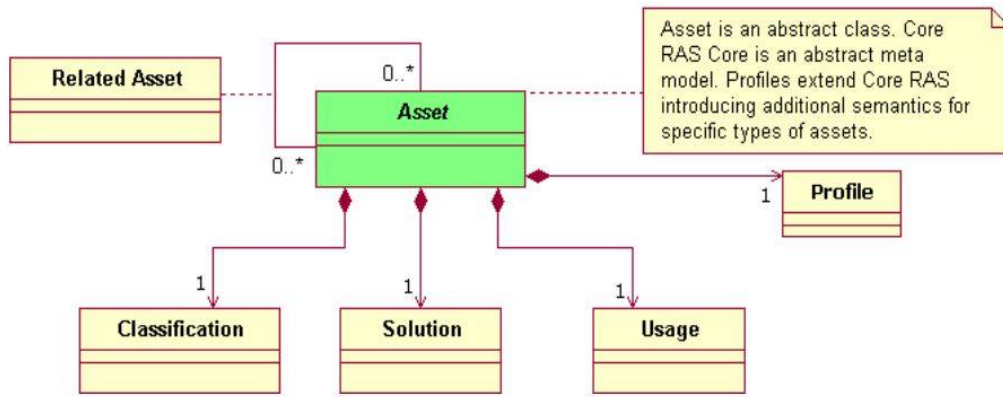 Asset is an abstract class. Core
RAS Core is an abstract meta
model. Profiles extend Core RAS
introducing additional semantics for
specific types of assets.
Related Asset
0..*
Asset
0..*
1
Profile
1
1
1
Classification
Solution
Usage